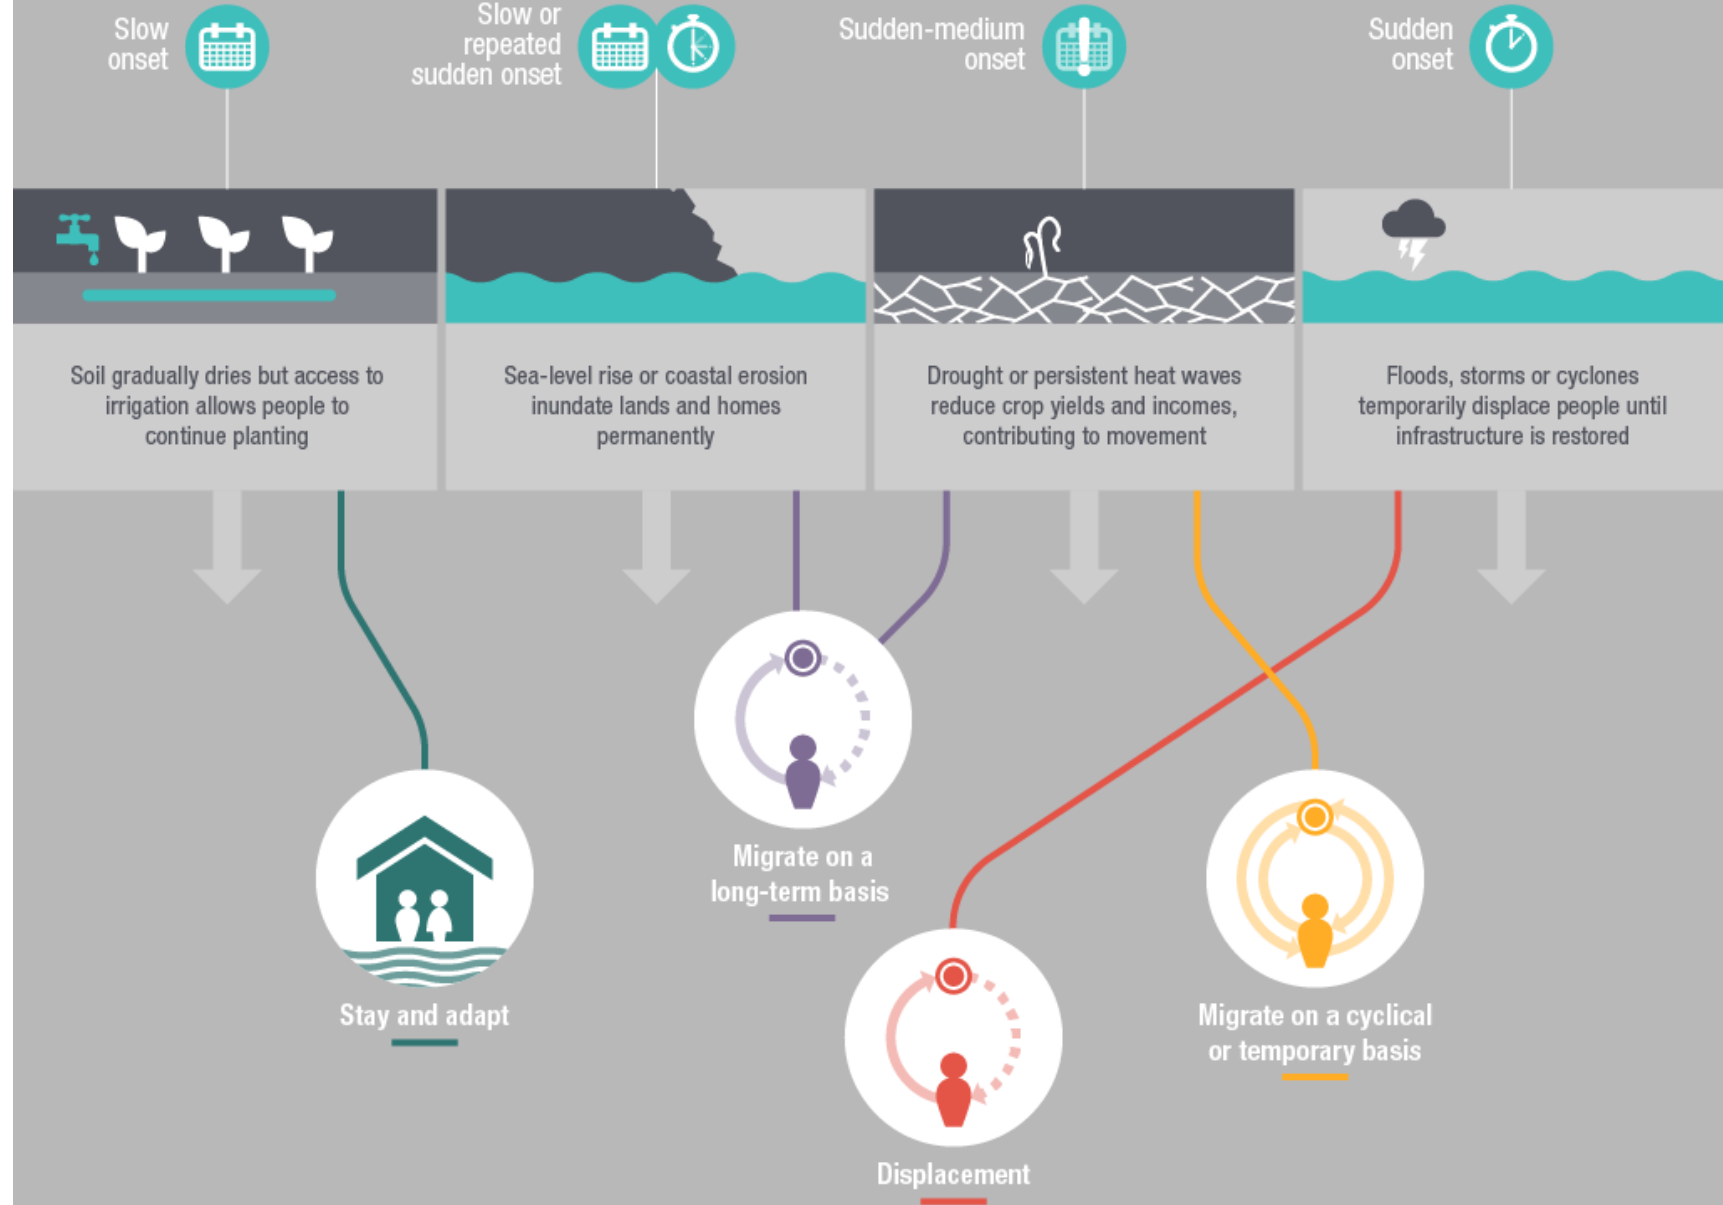 Slow
onset
Slow or
repeated
sudden onset
Sudden-medium
onset
Sudden
onset
Soil gradually dries but access to
irrigation allows people to
continue planting
Sea-level rise or coastal erosion
inundate lands and homes
permanently
Drought or persistent heat waves
reduce crop yields and incomes,
contributing to movement
Floods, storms or cyclones
temporarily displace people until
infrastructure is restored
Migrate on a
long-term basis
Stay and adapt
Migrate on a cyclical
or temporary basis
Displacement